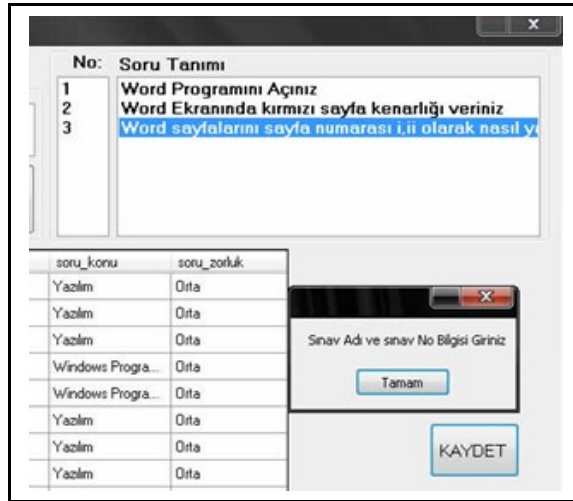 x
No: Soru Tanımı
1 Word Programını Açınız
2 Word Ekranında kırmızı sayfa kenarlığı veriniz
3 Word sayfalarını sayfa numarası i,ii olarak nasıl
soru_konu soru_zorluk
Yazılım Orta
Yazılım Orta
Yazılım Orta
Windows Progra... Orta
Windows Progra... Orta
Yazılım Orta
Yazılım Orta
Yazılım Orta
x
Sınav Adı ve sınav No Bilgisi Giriniz
Tamam
KAYDET